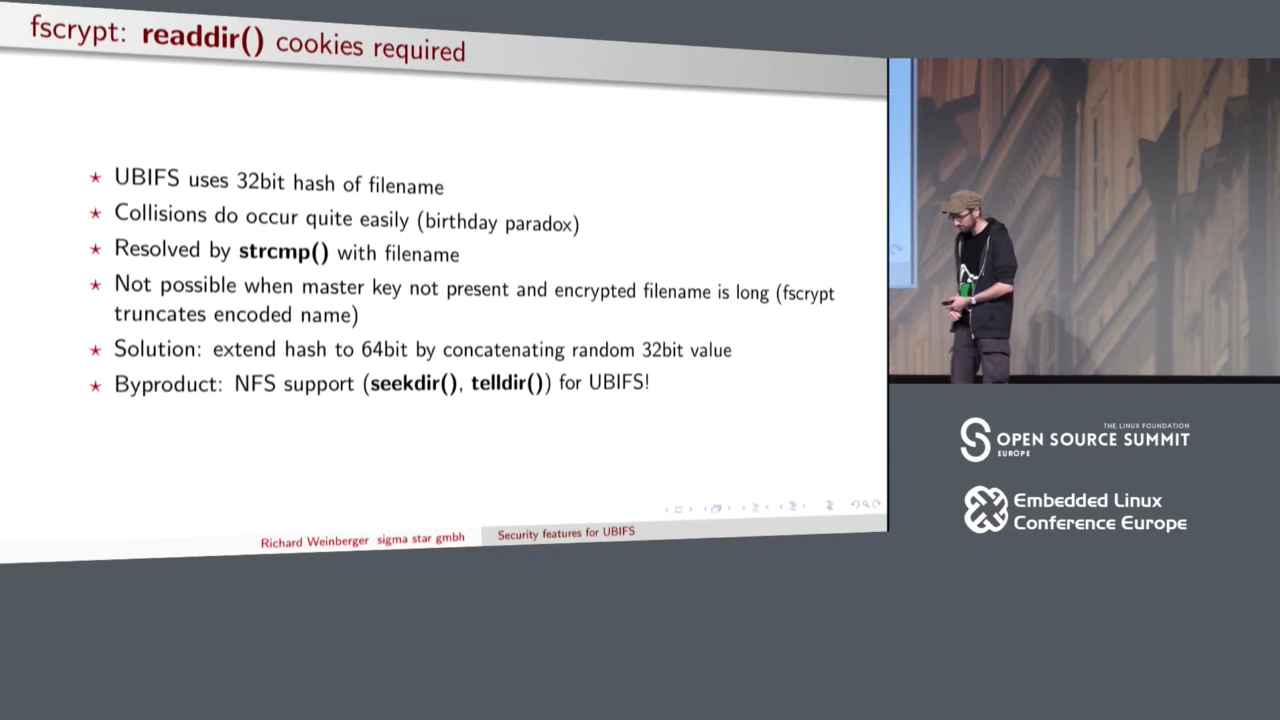 fscrypt: readdir() cookies required
★ UBIFS uses 32bit hash of filename
★ Collisions do occur quite easily (birthday paradox)
★ Resolved by strcmp() with filename
★ Not possible when master key not present and encrypted filename is long (fscrypt
truncates encoded name)
★ Solution: extend hash to 64bit by concatenating random 32bit value
★ Byproduct: NFS support (seekdir(), telldir()) for UBIFS!
Richard Weinberger sigma star gmbh
Security features for UBIFS
THE LINUX FOUNDATION
OPEN SOURCE SUMMIT
EUROPE
Embedded Linux
Conference Europe